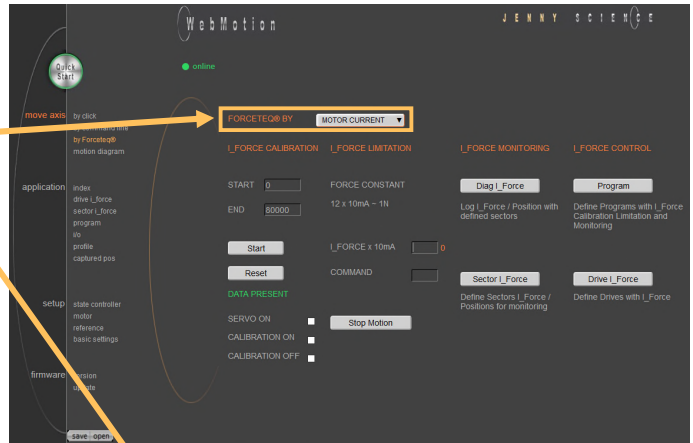 WebMotion
JENNY SCIENCE
Quick Start
online
move axis
by click
by command line
by Forceteq®
motion diagram
application
index
drive i_force
sector i_force
program
i/o
profile
captured pos
setup
state controller
motor
reference
basic settings
firmware
version
update
save open
FORCETEQ® BY MOTOR CURRENT
I_FORCE CALIBRATION
START 0
END 80000
Start
Reset
DATA PRESENT
SERVO ON
CALIBRATION ON
CALIBRATION OFF
I_FORCE LIMITATION
FORCE CONSTANT
12 x 10mA ~ 1N
I_FORCE x 10mA 0
COMMAND
Stop Motion
I_FORCE MONITORING
Diag I_Force
Log I_Force / Position with
defined sectors
Sector I_Force
Define Sectors I_Force /
Positions for monitoring
I_FORCE CONTROL
Program
Define Programs with I_Force
Calibration Limitation and
Monitoring
Drive I_Force
Define Drives with I_Force